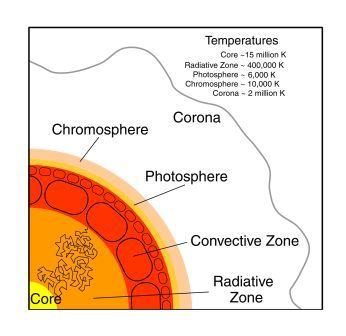 Temperatures
Core ~15 million K
Radiative Zone ~ 400,000 K
Photosphere ~ 6,000 K
Chromosphere ~ 10,000 K
Corona ~ 2 million K
Corona
Chromosphere
Photosphere
Convective Zone
Radiative
Zone
Core